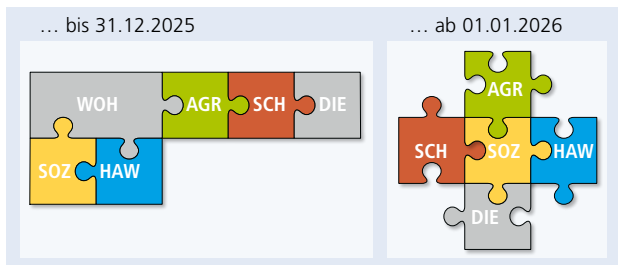 … bis 31.12.2025
WOH AGR SCH DIE
SOZ HAW
… ab 01.01.2026
AGR
SCH SOZ HAW
DIE